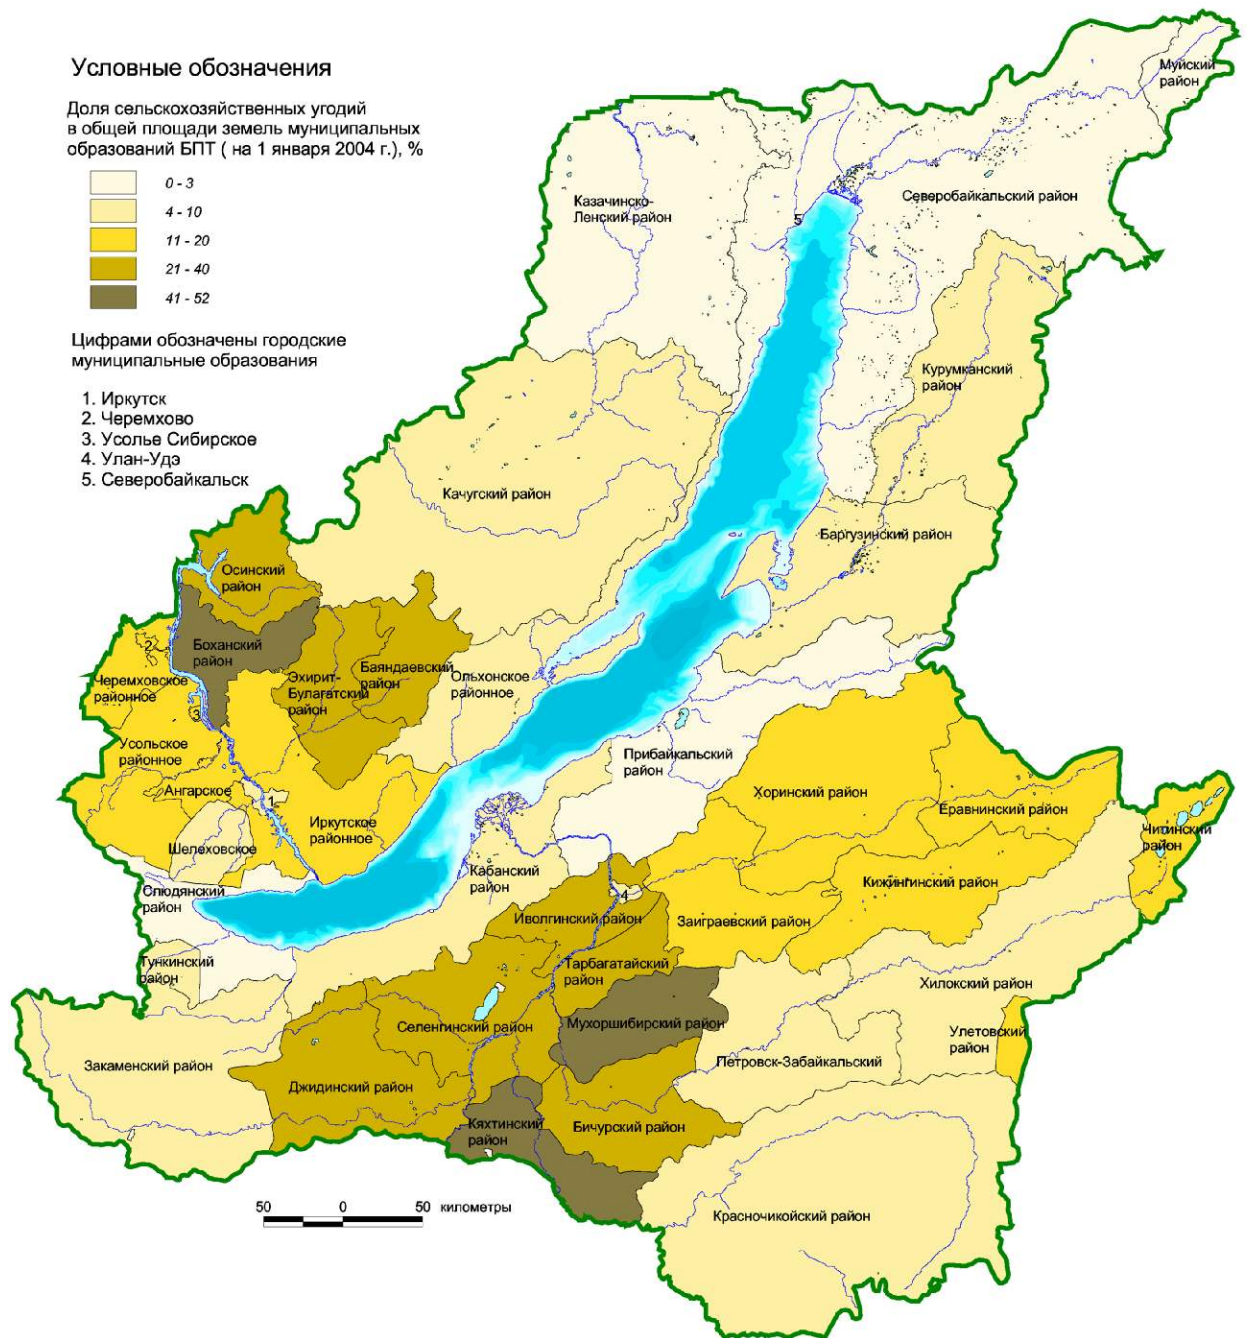 Условные обозначения
Доля сельскохозяйственных угодий
в общей площади земель муниципальных
образований БПТ ( на 1 января 2004 г.), %
0 - 3
4 - 10
11 - 20
21 - 40
41 - 52
Цифрами обозначены городские
муниципальные образования
1. Иркутск
2. Черемхово
3. Усолье Сибирское
4. Улан-Удэ
5. Северобайкальск
Муйский
район
Казачинско-
Ленский район
Северобайкальский район
5
Курумканский
район
Качугский район
Баргузинский район
Осинский
район
2
Боханский
район
Черемховское
районное
Эхирит-
Булагатский
район
Баяндаевский
район
Ольхонское
районное
3
Усольское
районное
Прибайкальский
район
Ангарское
1
Хоринский район
Еравнинский район
Иркутское
районное
Читинский
район
Шелеховское
Слюдянский
район
Кабанский
район
4
Кижингинский район
Иволгинский район
Заиграевский район
Тункинский
район
Тарбагатайский
район
Хилокский район
Селенгинский район
Мухоршибирский район
Улетовский
район
Закаменский район
Петровск-Забайкальский
Джидинский район
Кяхтинский
район
Бичурский район
50 0 50 километры
Красночикойский район